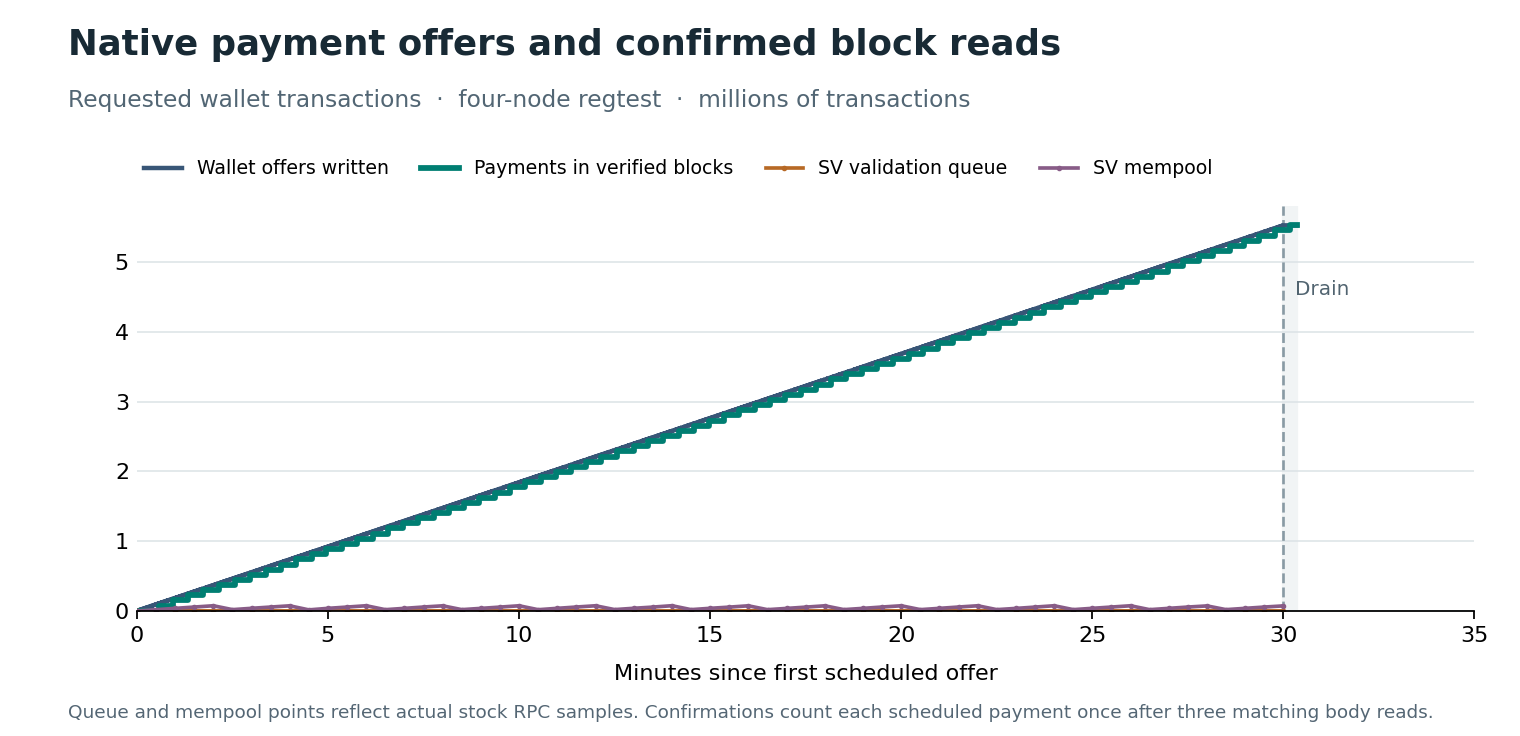 Native payment offers and confirmed block reads
Requested wallet transactions · four-node regtest · millions of transactions
Wallet offers written Payments in verified blocks SV validation queue SV mempool
5
Drain
4
3
2
1
0
0 5 10 15 20 25 30 35
Minutes since first scheduled offer
Queue and mempool points reflect actual stock RPC samples. Confirmations count each scheduled payment once after three matching body reads.